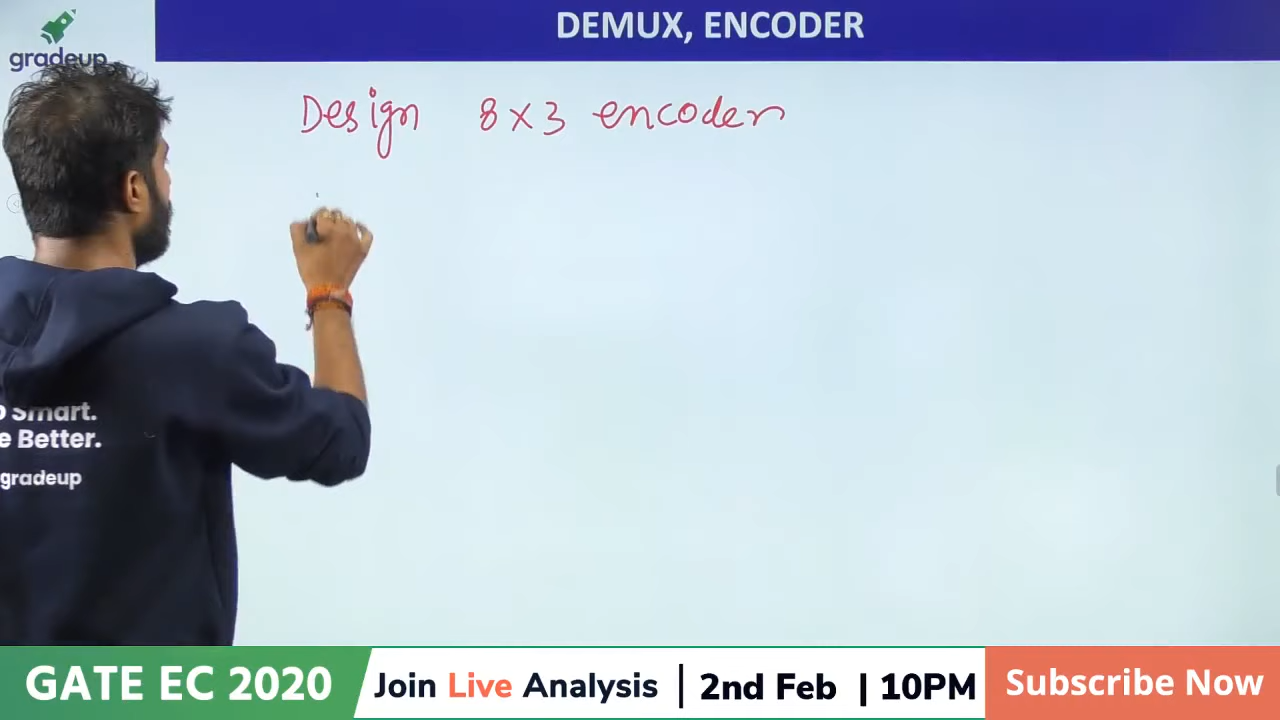 DEMUX, ENCODER
gradeup
Design 8 x 3 encoder
Smart.
Better.
gradeup
GATE EC 2020
Join Live Analysis | 2nd Feb | 10PM
Subscribe Now